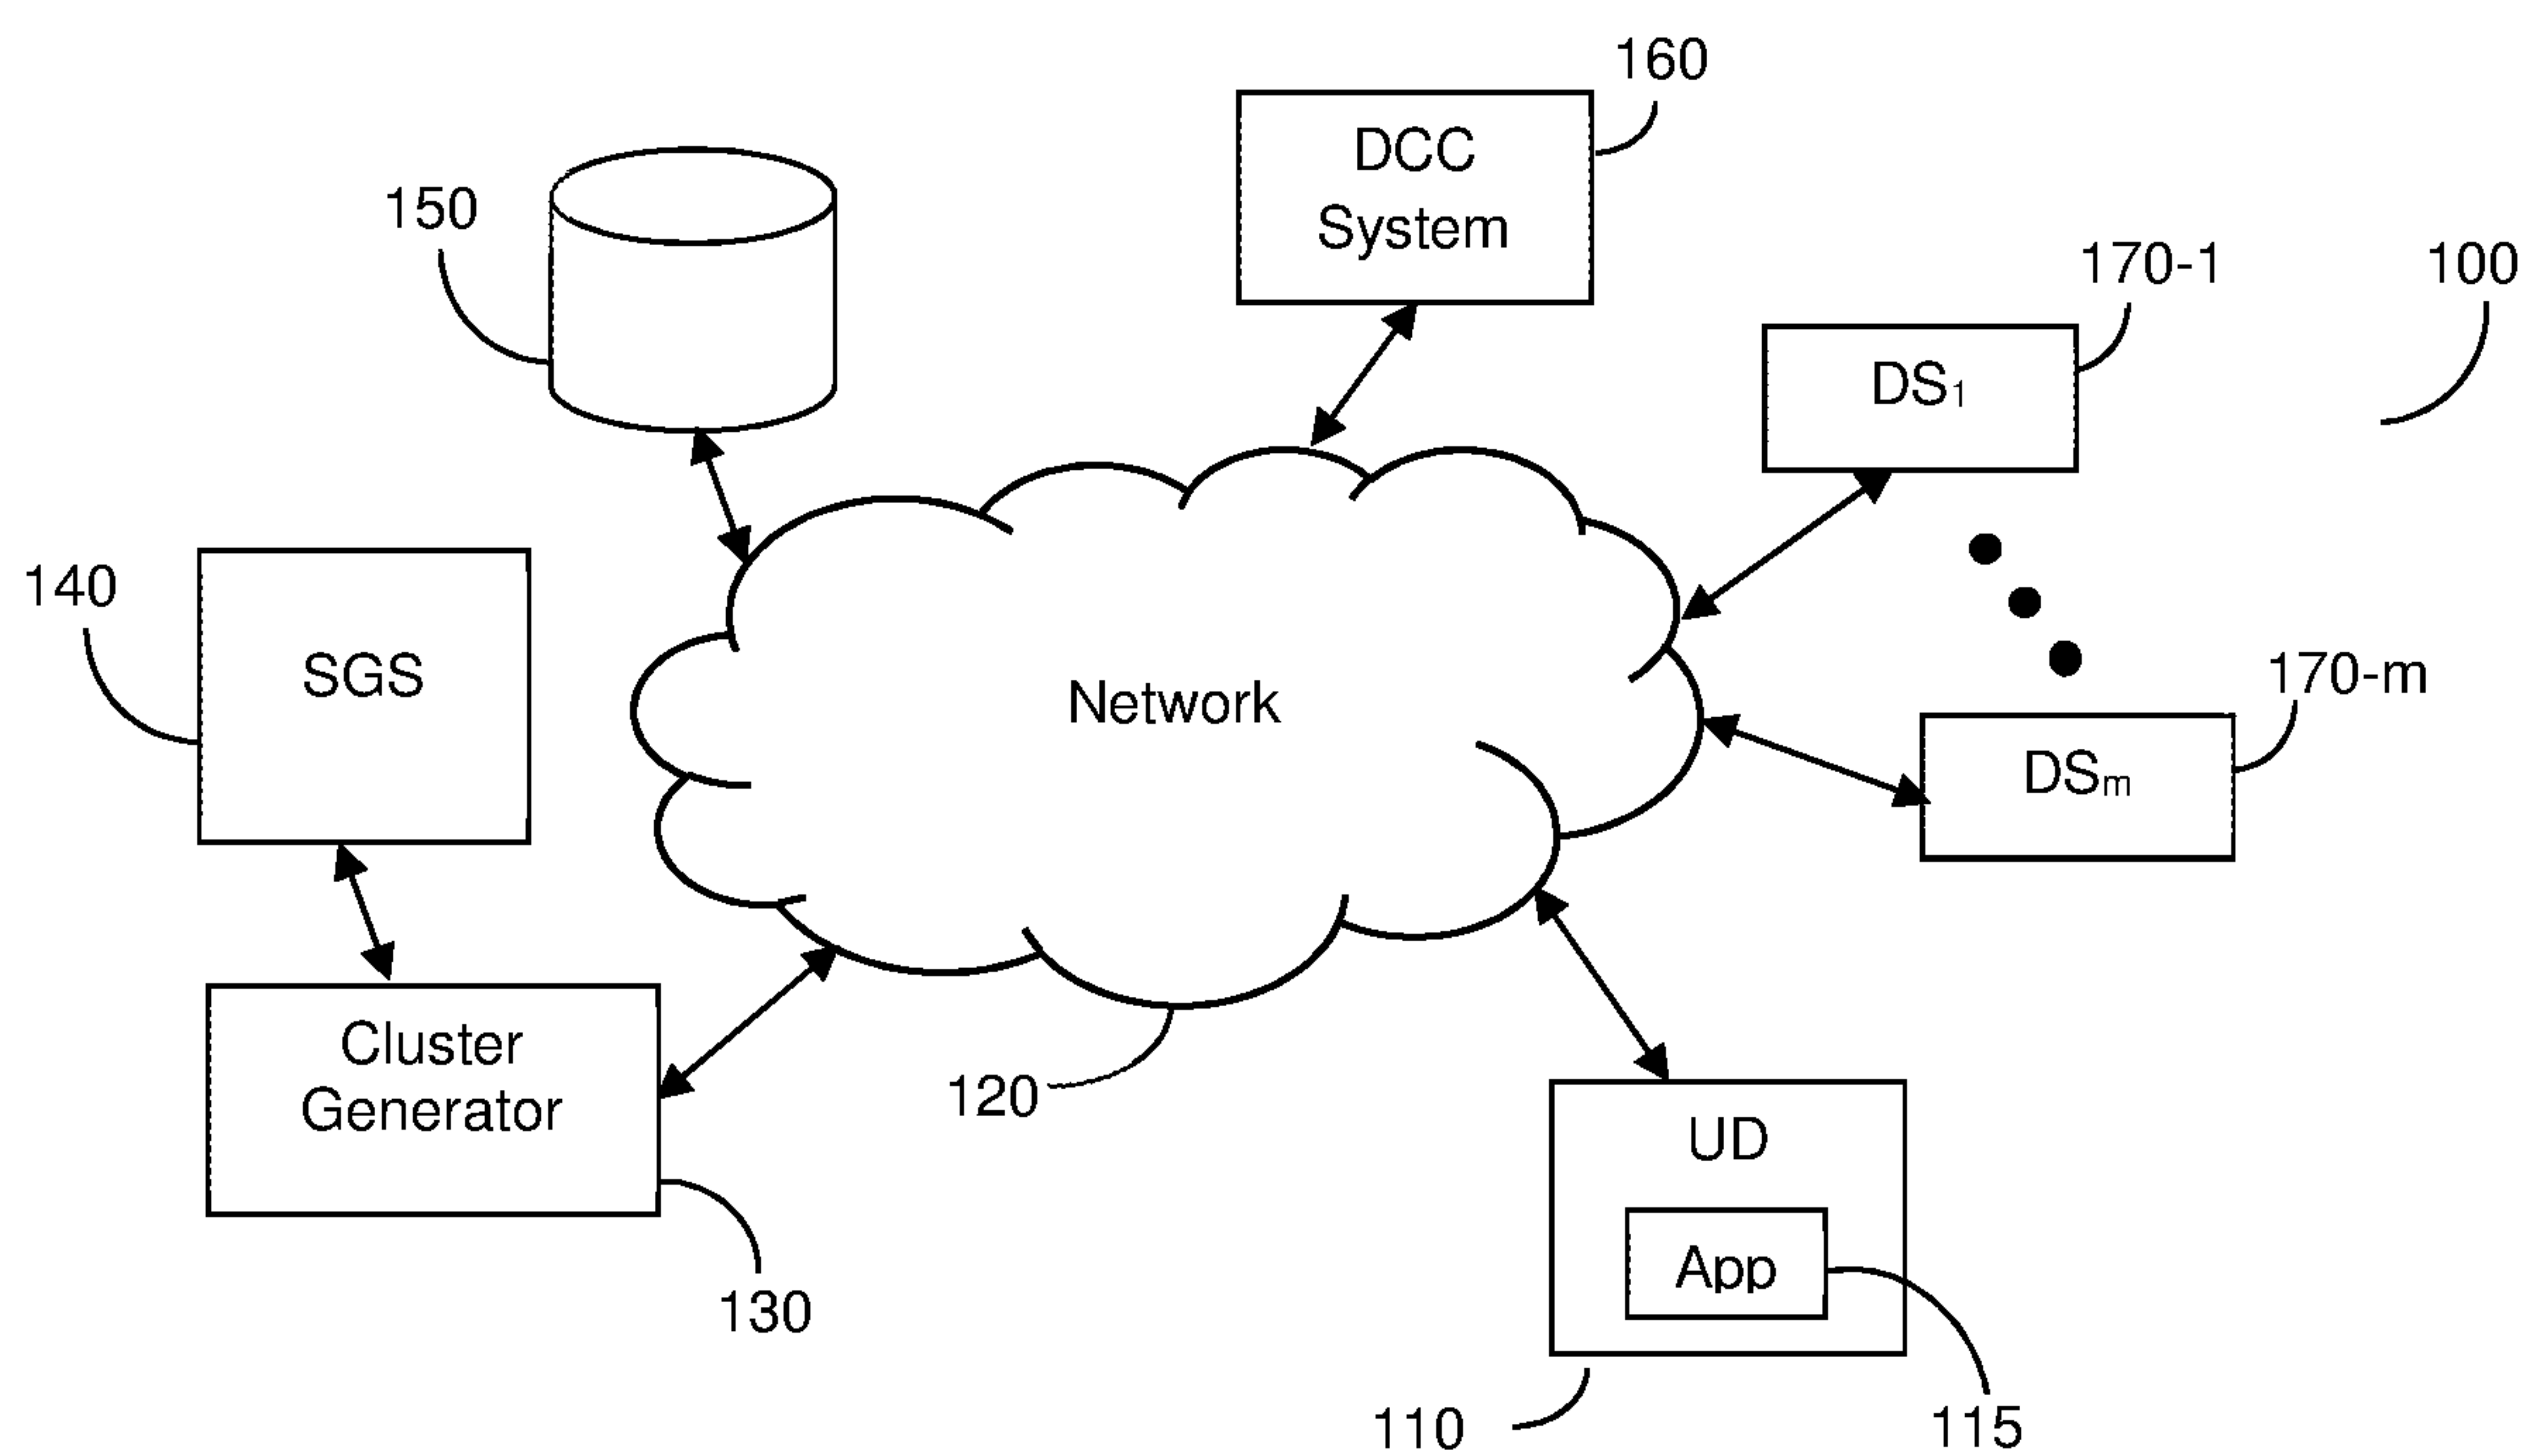 160
DCC
System
150
170-1
100
DS1
140
SGS
Network
170-m
DSm
Cluster
Generator
120
UD
App
130
110
115